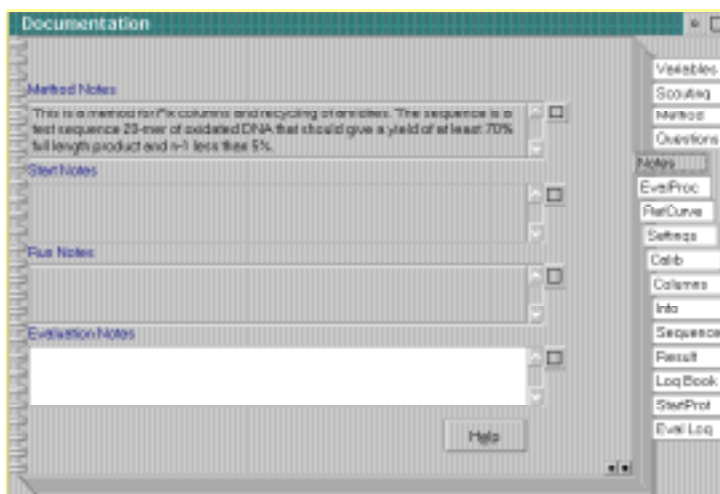 Documentation
Method Notes
This is a method for Fix columns and recycling of amidites. The sequence is a
test sequence 20-mer of oxidated DNA that should give a yield of at least 70%
full length product and n-1 less than 5%.
Start Notes
Run Notes
Evaluation Notes
Help
Variables
Scouting
Method
Questions
Notes
EvalProc
RefCurve
Settings
Calib
Columns
Info
Sequence
Result
Log Book
StartProt
Eval Log